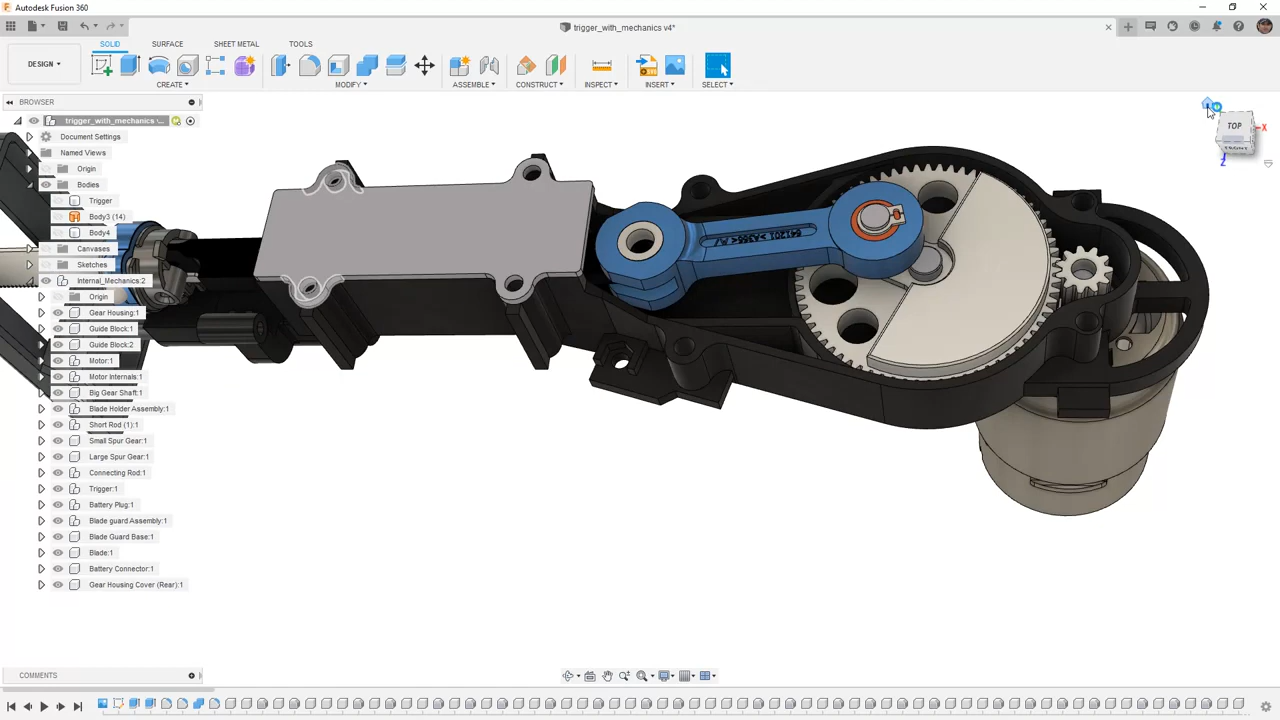 Autodesk Fusion 360
trigger_with_mechanics v4*
DESIGN
SOLID
SURFACE
SHEET METAL
TOOLS
CREATE
MODIFY
ASSEMBLE
CONSTRUCT
INSPECT
INSERT
SELECT
BROWSER
trigger_with_mechanics ...
Document Settings
Named Views
Origin
Bodies
Trigger
Body3 (14)
Body4
Canvases
Sketches
Internal_Mechanics:2
Origin
Gear Housing:1
Guide Block:1
Guide Block:2
Motor:1
Motor Internals:1
Big Gear Shaft:1
Blade Holder Assembly:1
Short Rod (1):1
Small Spur Gear:1
Large Spur Gear:1
Connecting Rod:1
Trigger:1
Battery Plug:1
Blade guard Assembly:1
Blade Guard Base:1
Blade:1
Battery Connector:1
Gear Housing Cover (Rear):1
TOP
X
Z
COMMENTS